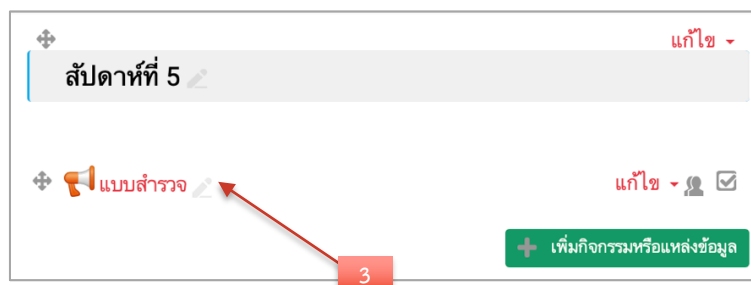 แก้ไข
สัปดาห์ที่ 5
แบบสำรวจ
แก้ไข
เพิ่มกิจกรรมหรือแหล่งข้อมูล
3